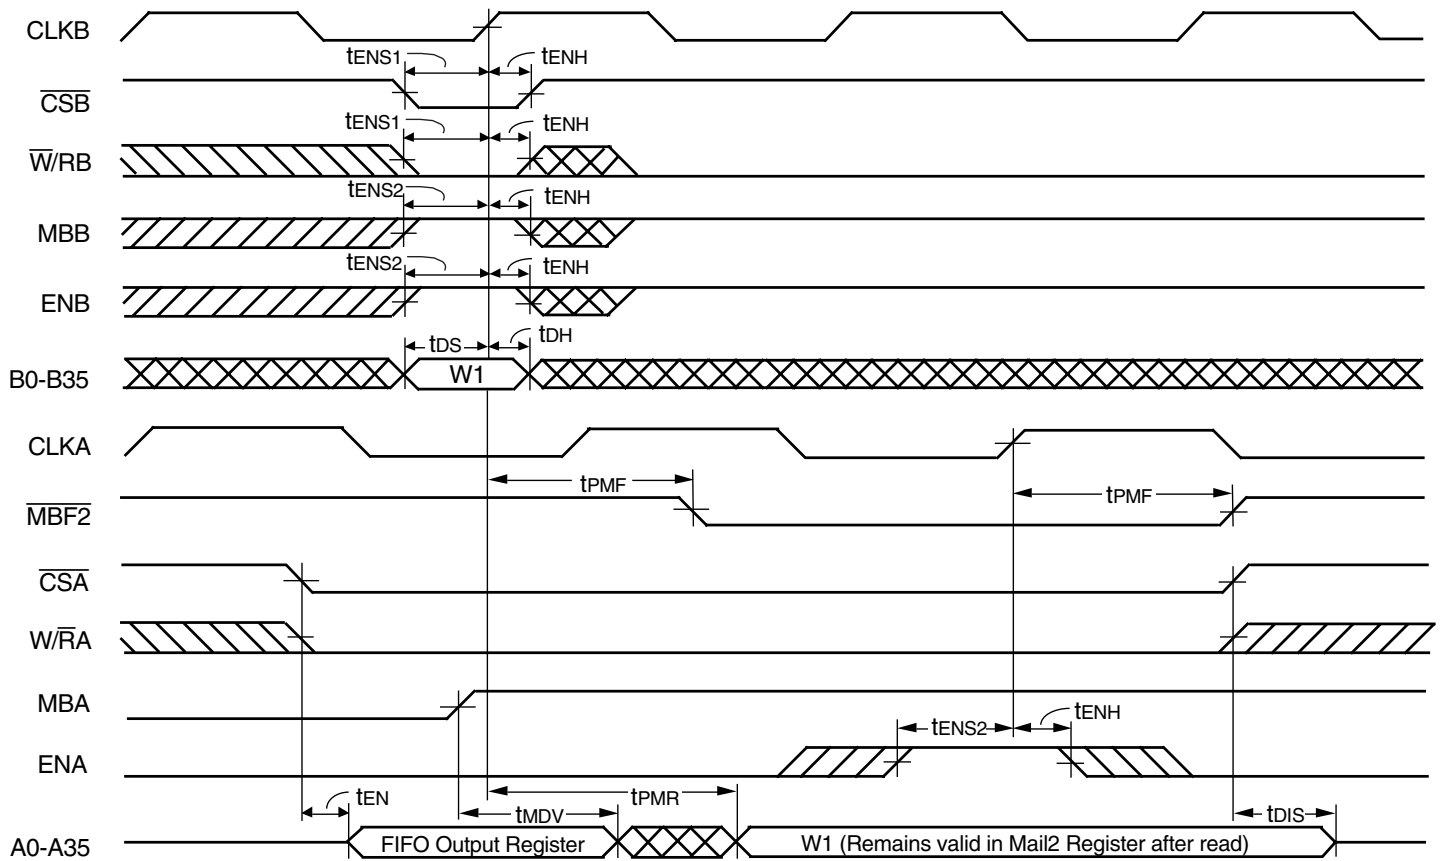 CLKB
tENS1
tENH
CSB
tENS1
tENH
W/RB
tENS2
tENH
MBB
tENS2
tENH
ENB
tDS
tDH
B0-B35
W1
CLKA
tPMF
tPMF
MBF2
CSA
W/RA
MBA
tENS2
tENH
ENA
tEN
tMDV
tPMR
tDIS
A0-A35
FIFO Output Register
W1 (Remains valid in Mail2 Register after read)